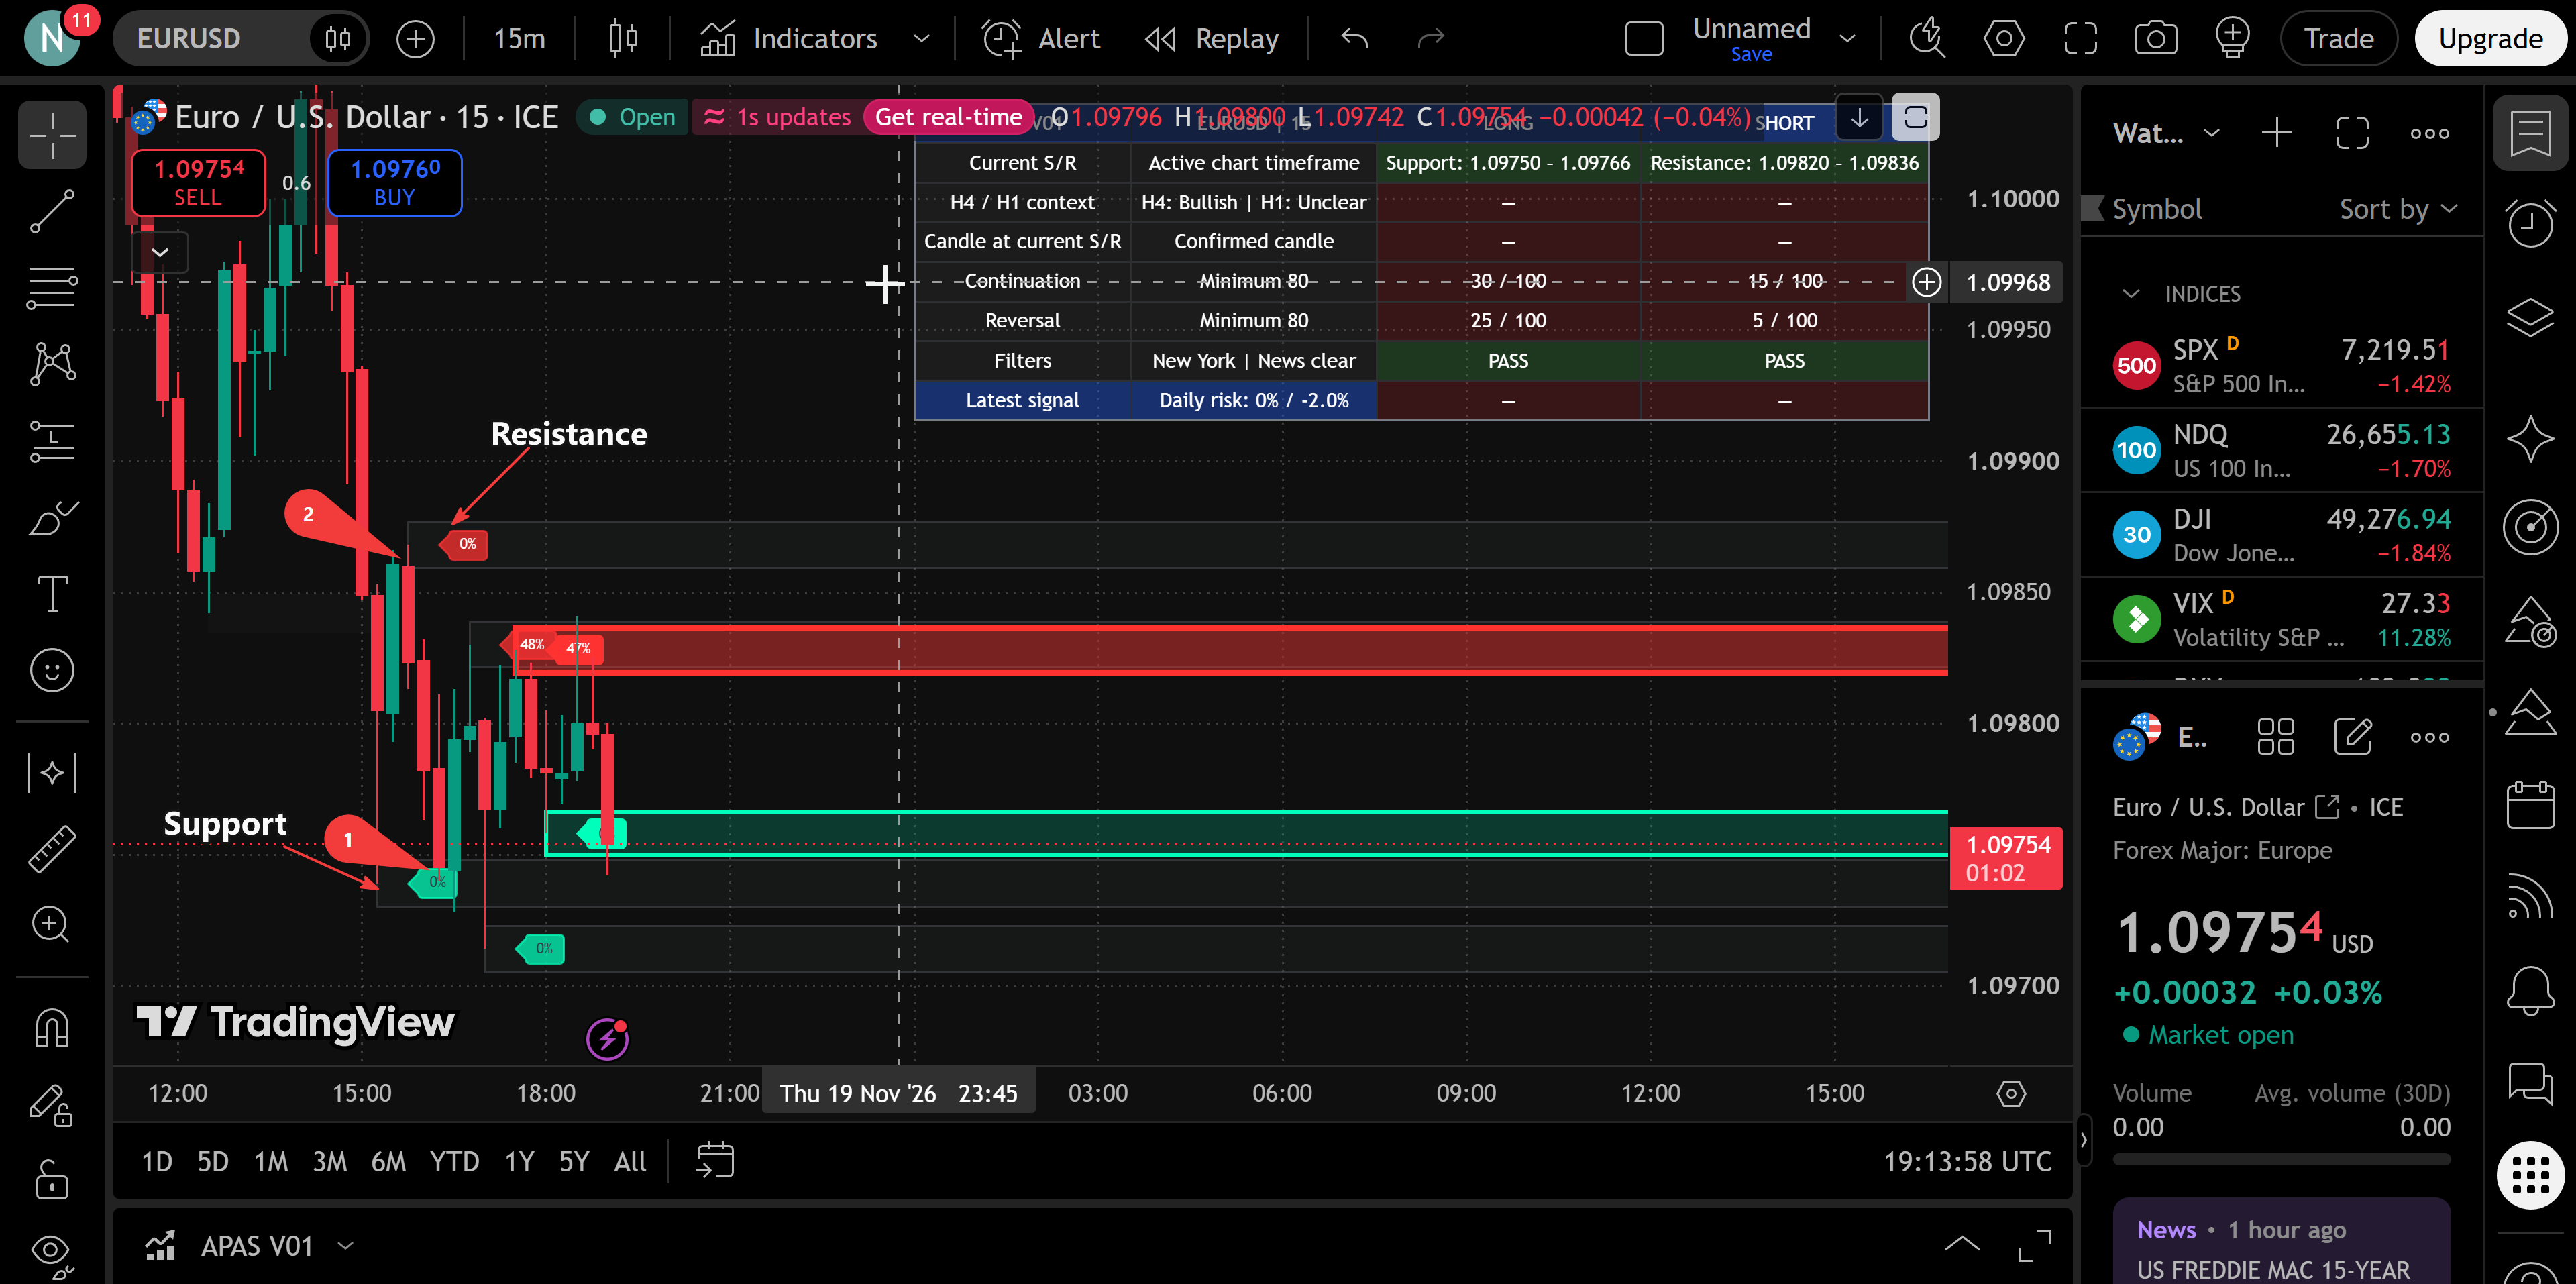 N
11
EURUSD
15m
Indicators
Alert
Replay
Unnamed
Save
Trade
Upgrade
Euro / U.S. Dollar · 15 · ICE
Open
1s updates
Get real-time
O1.09796 H1.09800 L1.09742 C1.09754 −0.00042 (−0.04%)
V01
EURUSD | 15
LONG
SHORT
1.09754
SELL
0.6
1.09760
BUY
Current S/R
Active chart timeframe
Support: 1.09750 - 1.09766
Resistance: 1.09820 - 1.09836
H4 / H1 context
H4: Bullish | H1: Unclear
—
—
Candle at current S/R
Confirmed candle
—
—
Continuation
Minimum 80
30 / 100
15 / 100
Reversal
Minimum 80
25 / 100
5 / 100
Filters
New York | News clear
PASS
PASS
Latest signal
Daily risk: 0% / -2.0%
—
—
1.10000
1.09968
1.09950
1.09900
1.09850
1.09800
1.09754
01:02
1.09700
Resistance
2
0%
48%
47%
Support
1
0%
0%
TradingView
12:00
15:00
18:00
21:00
Thu 19 Nov '26 23:45
03:00
06:00
09:00
12:00
15:00
1D 5D 1M 3M 6M YTD 1Y 5Y All
19:13:58 UTC
APAS V01
Wat...
Symbol
Sort by
INDICES
500
SPX D
7,219.51
S&P 500 In...
−1.42%
100
NDQ
26,655.13
US 100 In...
−1.70%
30
DJI
49,276.94
Dow Jone...
−1.84%
VIX D
27.33
Volatility S&P ...
11.28%
E..
Euro / U.S. Dollar • ICE
Forex Major: Europe
1.09754 USD
+0.00032 +0.03%
Market open
Volume
Avg. volume (30D)
0.00
0.00
News • 1 hour ago
US FREDDIE MAC 15-YEAR